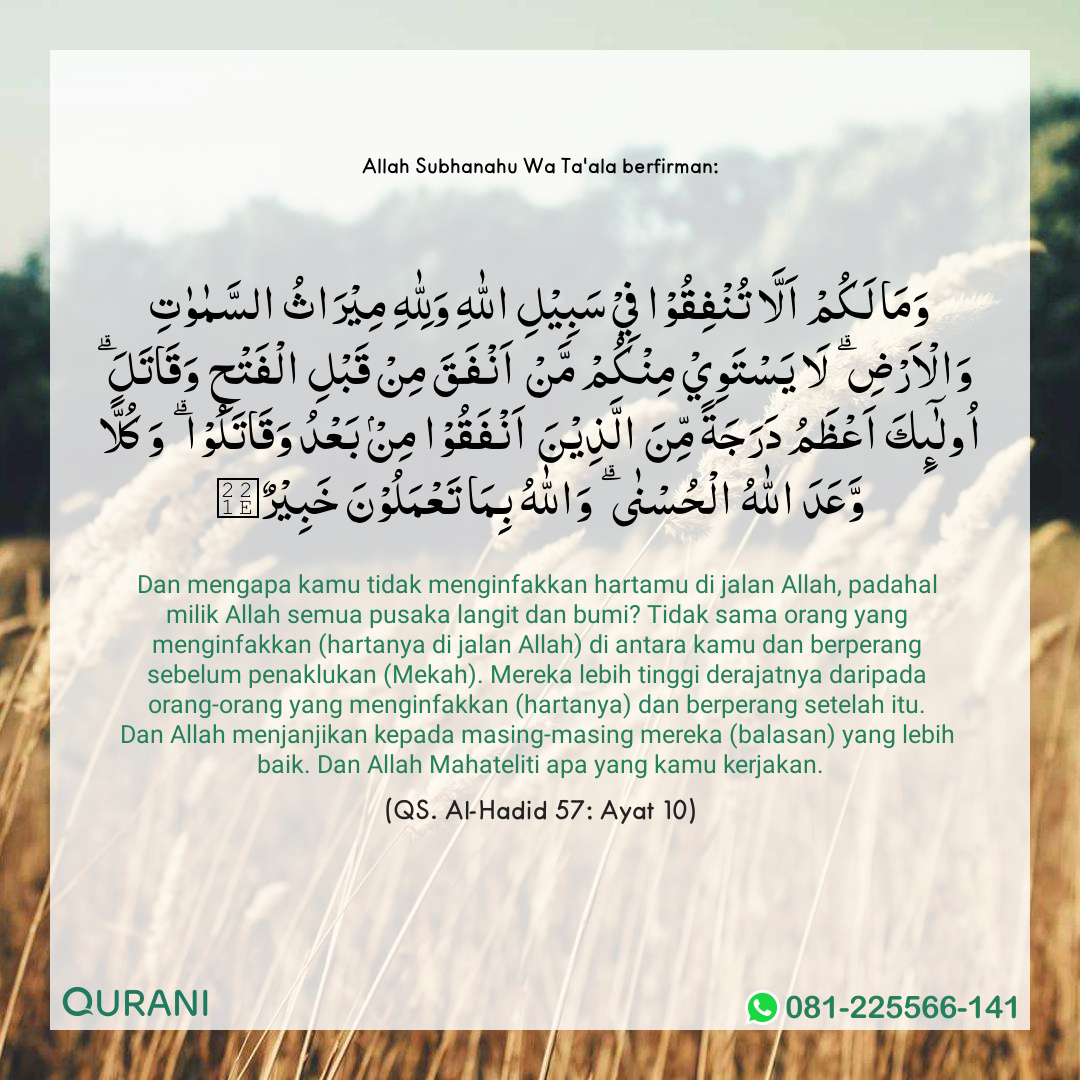 Allah Subhanahu Wa Ta'ala berfirman:
وَمَا لَـكُمْ اَلَّا تُنْفِقُوْا فِيْ سَبِيْلِ اللّٰهِ وَلِلّٰهِ مِيْرَاثُ السَّمٰوٰتِ
وَالْاَرْضِ ۗ لَا يَسْتَوِيْ مِنْكُمْ مَّنْ اَنْفَقَ مِنْ قَبْلِ الْفَتْحِ وَقَاتَلَ ۗ
اُولٰٓئِكَ اَعْظَمُ دَرَجَةً مِّنَ الَّذِيْنَ اَنْفَقُوْا مِنْۢ بَعْدُ وَقَاتَلُوْا ۗ وَكُلًّا
وَّعَدَ اللّٰهُ الْحُسْنٰى ۗ وَاللّٰهُ بِمَا تَعْمَلُوْنَ خَبِيْرٌ
Dan mengapa kamu tidak menginfakkan hartamu di jalan Allah, padahal
milik Allah semua pusaka langit dan bumi? Tidak sama orang yang
menginfakkan (hartanya di jalan Allah) di antara kamu dan berperang
sebelum penaklukan (Mekah). Mereka lebih tinggi derajatnya daripada
orang-orang yang menginfakkan (hartanya) dan berperang setelah itu.
Dan Allah menjanjikan kepada masing-masing mereka (balasan) yang lebih
baik. Dan Allah Mahateliti apa yang kamu kerjakan.
(QS. Al-Hadid 57: Ayat 10)
QURANI
081-225566-141